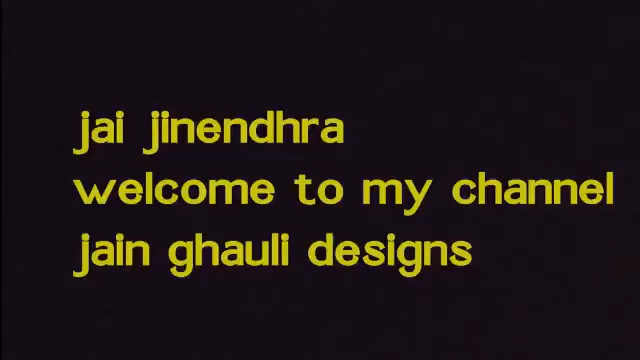 jai jinendhra
welcome to my channel
jain ghauli designs